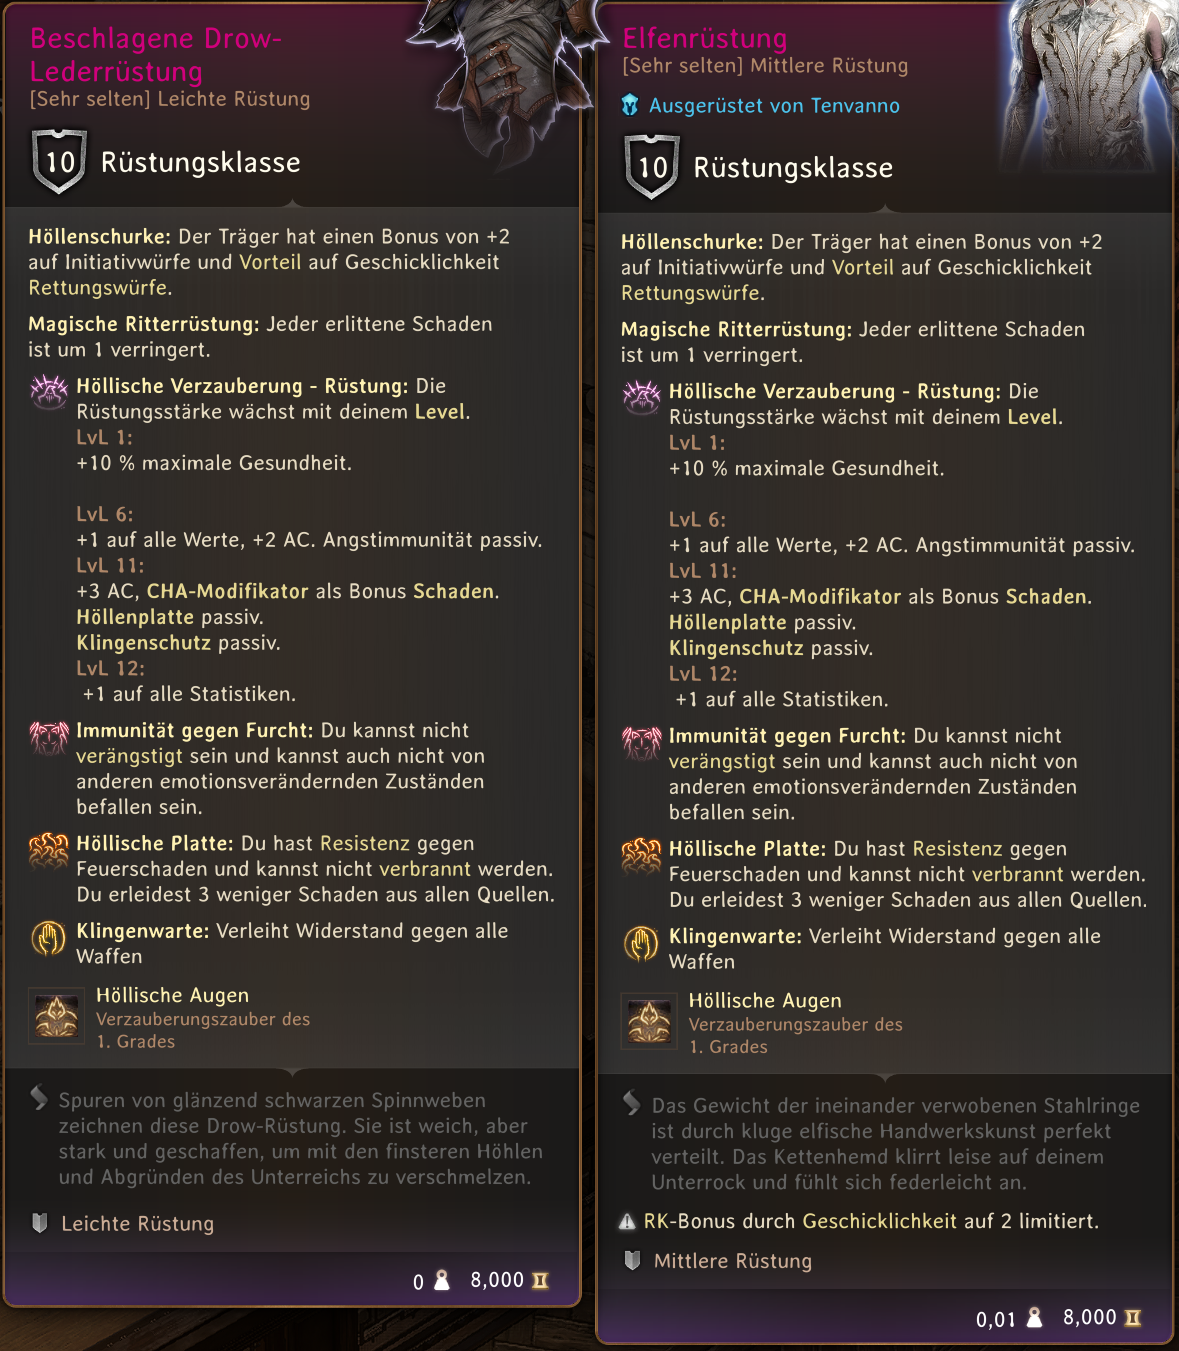 Beschlagene Drow-
Lederrüstung
[Sehr selten] Leichte Rüstung
10 Rüstungsklasse
Höllenschurke: Der Träger hat einen Bonus von +2
auf Initiativwürfe und Vorteil auf Geschicklichkeit
Rettungswürfe.
Magische Ritterrüstung: Jeder erlittene Schaden
ist um 1 verringert.
Höllische Verzauberung - Rüstung: Die
Rüstungsstärke wächst mit deinem Level.
LvL 1:
+10 % maximale Gesundheit.
LvL 6:
+1 auf alle Werte, +2 AC. Angstimmunität passiv.
LvL 11:
+3 AC, CHA-Modifikator als Bonus Schaden.
Höllenplatte passiv.
Klingenschutz passiv.
LvL 12:
+1 auf alle Statistiken.
Immunität gegen Furcht: Du kannst nicht
verängstigt sein und kannst auch nicht von
anderen emotionsverändernden Zuständen
befallen sein.
Höllische Platte: Du hast Resistenz gegen
Feuerschaden und kannst nicht verbrannt werden.
Du erleidest 3 weniger Schaden aus allen Quellen.
Klingenwarte: Verleiht Widerstand gegen alle
Waffen
Höllische Augen
Verzauberungszauber des
1. Grades
Spuren von glänzend schwarzen Spinnweben
zeichnen diese Drow-Rüstung. Sie ist weich, aber
stark und geschaffen, um mit den finsteren Höhlen
und Abgründen des Unterreichs zu verschmelzen.
Leichte Rüstung
0 8,000
Elfenrüstung
[Sehr selten] Mittlere Rüstung
Ausgerüstet von Tenvanno
10 Rüstungsklasse
Höllenschurke: Der Träger hat einen Bonus von +2
auf Initiativwürfe und Vorteil auf Geschicklichkeit
Rettungswürfe.
Magische Ritterrüstung: Jeder erlittene Schaden
ist um 1 verringert.
Höllische Verzauberung - Rüstung: Die
Rüstungsstärke wächst mit deinem Level.
LvL 1:
+10 % maximale Gesundheit.
LvL 6:
+1 auf alle Werte, +2 AC. Angstimmunität passiv.
LvL 11:
+3 AC, CHA-Modifikator als Bonus Schaden.
Höllenplatte passiv.
Klingenschutz passiv.
LvL 12:
+1 auf alle Statistiken.
Immunität gegen Furcht: Du kannst nicht
verängstigt sein und kannst auch nicht von
anderen emotionsverändernden Zuständen
befallen sein.
Höllische Platte: Du hast Resistenz gegen
Feuerschaden und kannst nicht verbrannt werden.
Du erleidest 3 weniger Schaden aus allen Quellen.
Klingenwarte: Verleiht Widerstand gegen alle
Waffen
Höllische Augen
Verzauberungszauber des
1. Grades
Das Gewicht der ineinander verwobenen Stahlringe
ist durch kluge elfische Handwerkskunst perfekt
verteilt. Das Kettenhemd klirrt leise auf deinem
Unterrock und fühlt sich federleicht an.
RK-Bonus durch Geschicklichkeit auf 2 limitiert.
Mittlere Rüstung
0,01 8,000